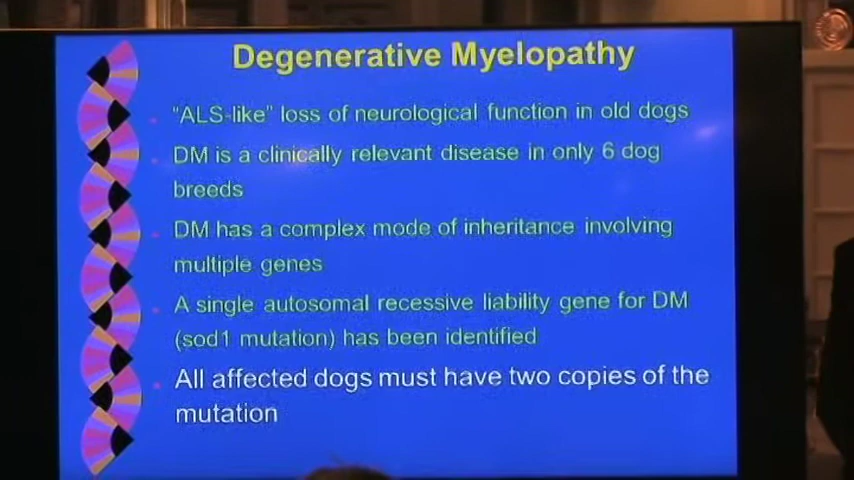 Degenerative Myelopathy
"ALS-like" loss of neurological function in old dogs
DM is a clinically relevant disease in only 6 dog
breeds
DM has a complex mode of inheritance involving
multiple genes
A single autosomal recessive liability gene for DM
(sod1 mutation) has been identified
All affected dogs must have two copies of the
mutation